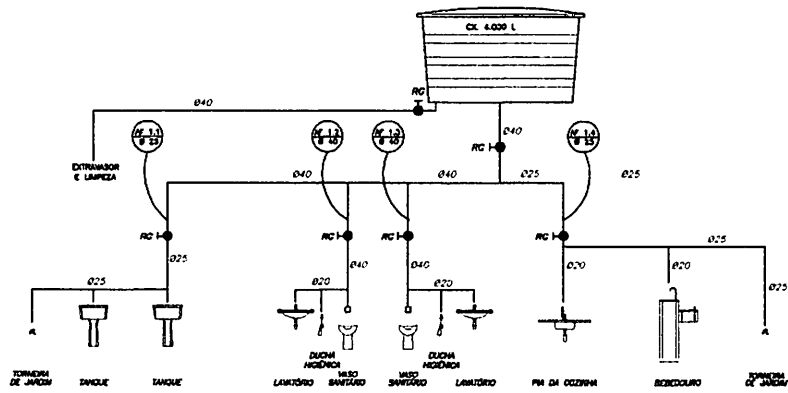 CX. 4.000 L
RG
Ø40
EXTRAVASOR
E LIMPEZA
AF 1.1
Ø 25
AF 1.2
Ø 40
AF 1.3
Ø 40
AF 1.4
Ø 25
RG
Ø40
Ø40
Ø40
Ø25
Ø25
RG
RG
RG
RG
Ø25
Ø25
Ø40
Ø40
Ø20
Ø20
Ø25
Ø20
Ø20
Ø25
DUCHA
HIGIÊNICA
VASO
SANITÁRIO
VASO
SANITÁRIO
DUCHA
HIGIÊNICA
TORNEIRA
DE JARDIM
TANQUE
TANQUE
LAVATÓRIO
LAVATÓRIO
PIA DA COZINHA
BEBEDOURO
TORNEIRA
DE JARDIM